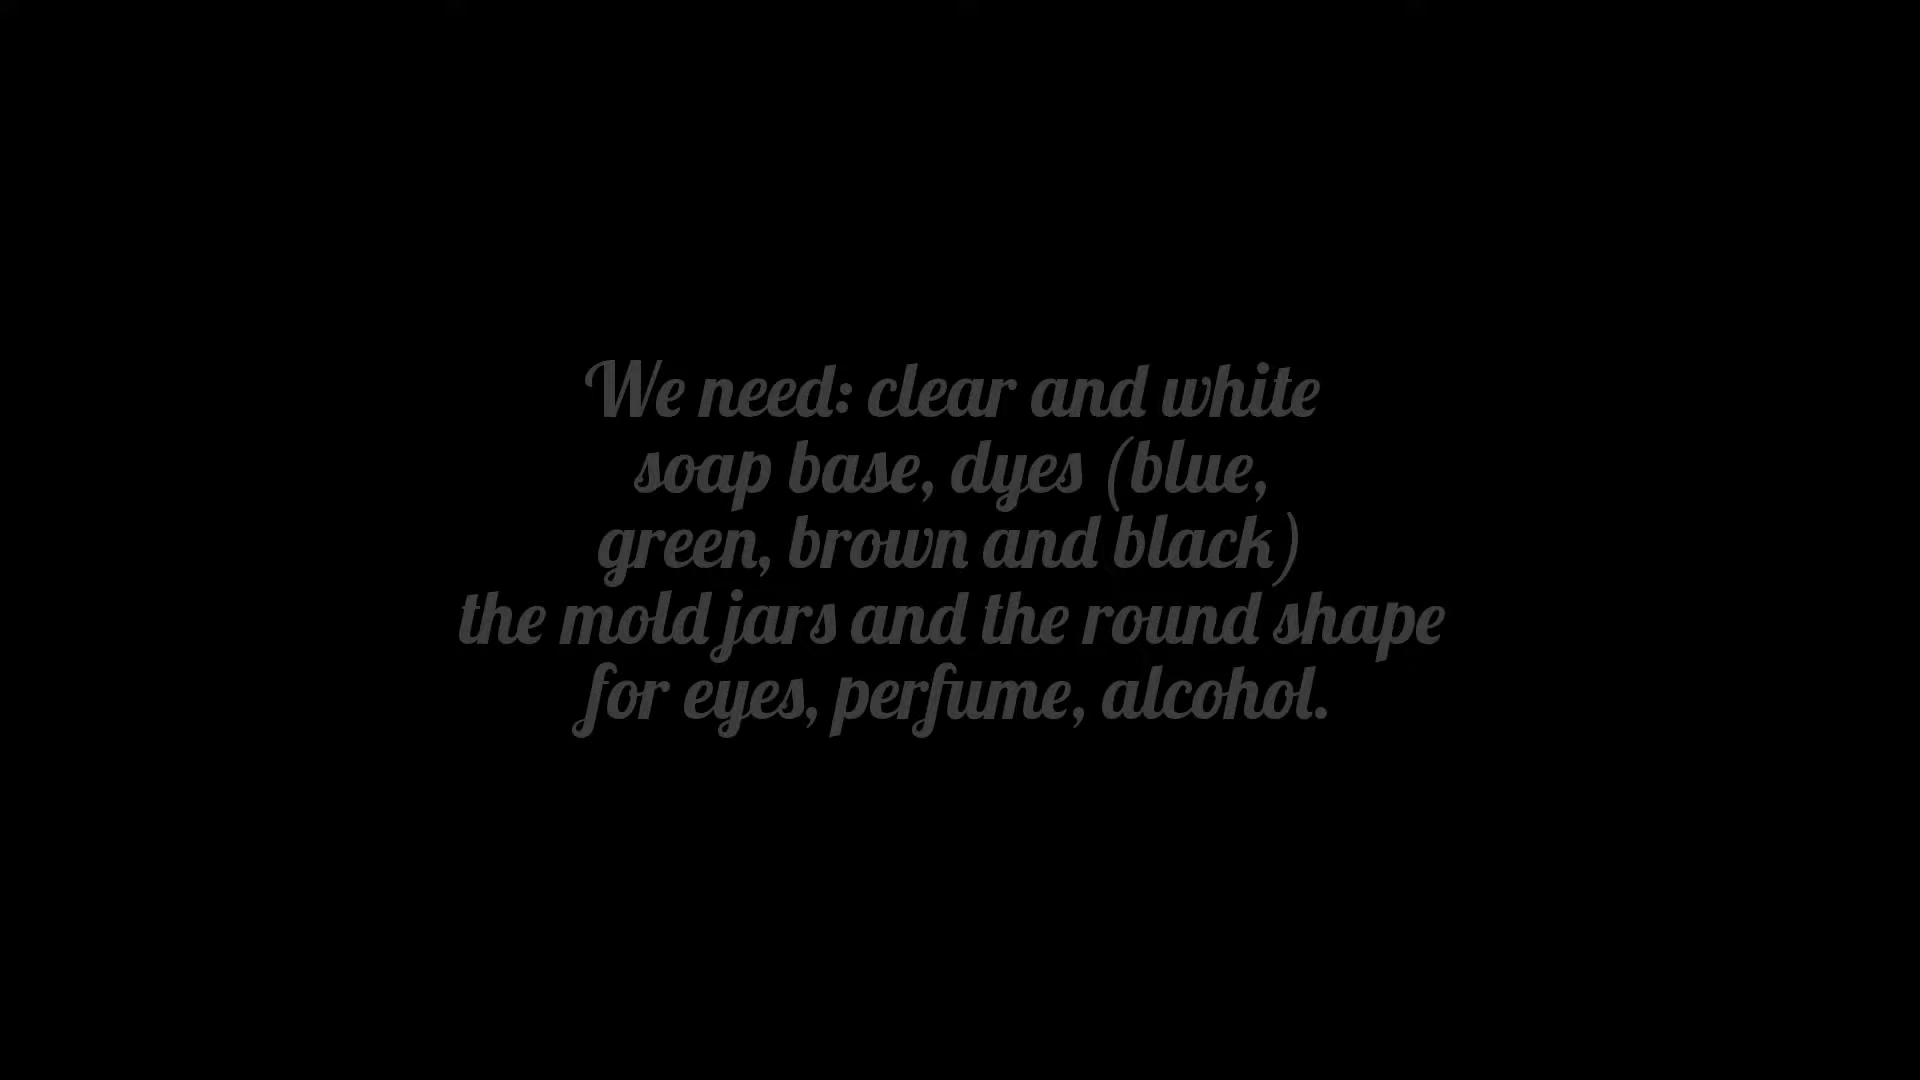 We need: clear and white
soap base, dyes (blue,
green, brown and black)
the mold jars and the round shape
for eyes, perfume, alcohol.